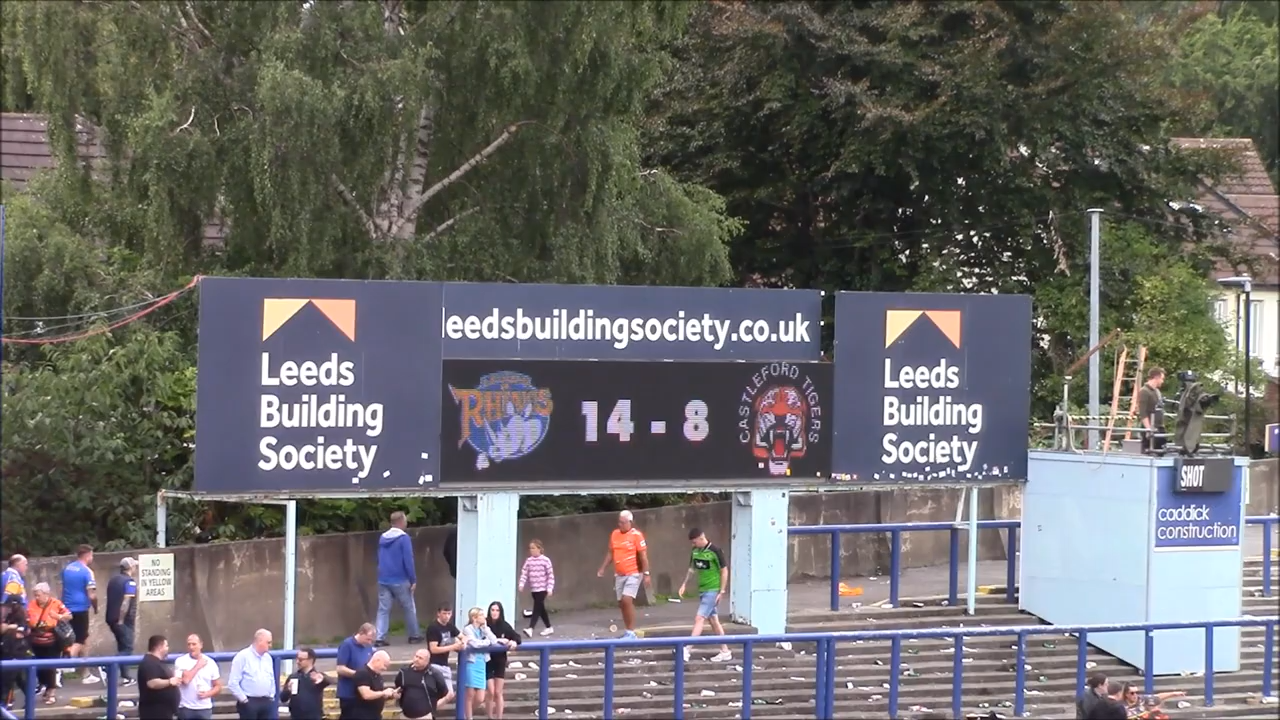 leedsbuildingsociety.co.uk
Leeds
Building
Society
RHINOS
14 - 8
CASTLEFORD TIGERS
Leeds
Building
Society
SHOT
caddick
construction
NO
STANDING
IN YELLOW
AREAS